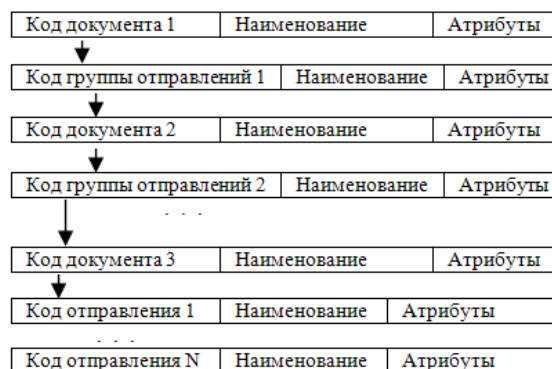 Код документа 1 Наименование Атрибуты
Код группы отправлений 1 Наименование Атрибуты
Код документа 2 Наименование Атрибуты
Код группы отправлений 2 Наименование Атрибуты
. . .
Код документа 3 Наименование Атрибуты
Код отправления 1 Наименование Атрибуты
. . .
Код отправления N Наименование Атрибуты